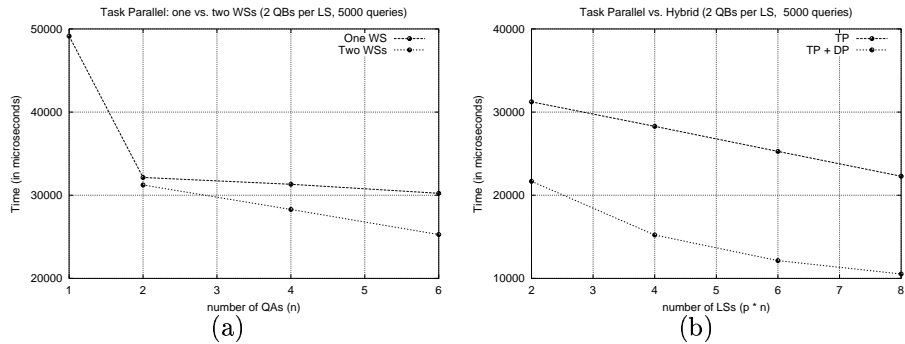 Task Parallel: one vs. two WSs (2 QBs per LS, 5000 queries)
50000
40000
30000
20000
Time (in microseconds)
One WS
Two WSs
1 2 3 4 5 6
number of QAs (n)
(a)
Task Parallel vs. Hybrid (2 QBs per LS, 5000 queries)
40000
30000
20000
10000
Time (in microseconds)
TP
TP + DP
2 3 4 5 6 7 8
number of LSs (p * n)
(b)